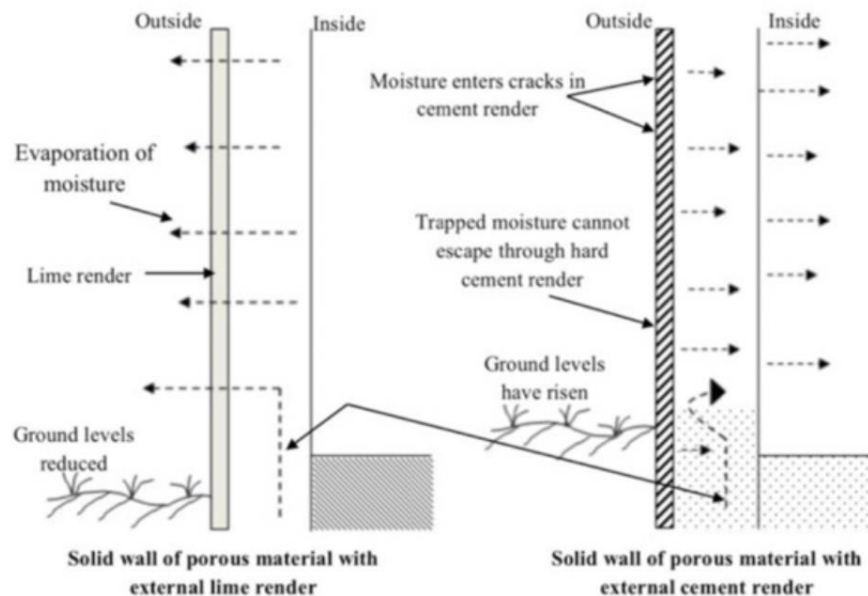 Outside
Inside
Evaporation of
moisture
Lime render
Ground levels
reduced
Solid wall of porous material with
external lime render
Outside
Inside
Moisture enters cracks in
cement render
Trapped moisture cannot
escape through hard
cement render
Ground levels
have risen
Solid wall of porous material with
external cement render